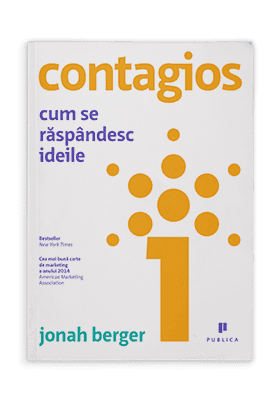 contagios
cum se
răspândesc
ideile
Bestseller
New York Times
Cea mai bună carte
de marketing
a anului 2014
American Marketing
Association
1
jonah berger
P
PUBLICA